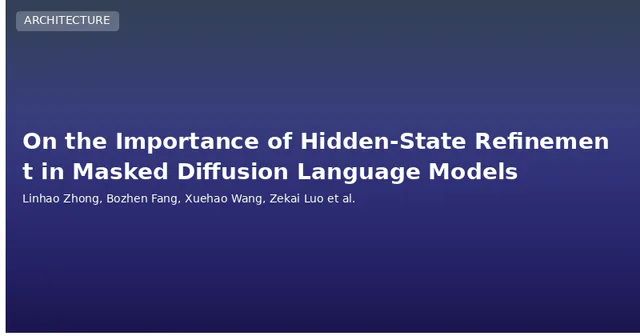 ARCHITECTURE
On the Importance of Hidden-State Refinemen
t in Masked Diffusion Language Models
Linhao Zhong, Bozhen Fang, Xuehao Wang, Zekai Luo et al.